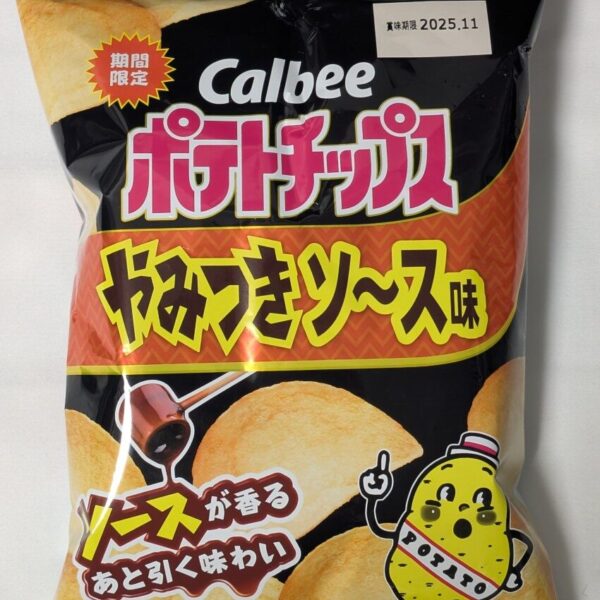 賞味期限 2025.11
期間
限定
Calbee
ポテトチップス
やみつきソ～ス味
ソースが香る
あと引く味わい
POTATO